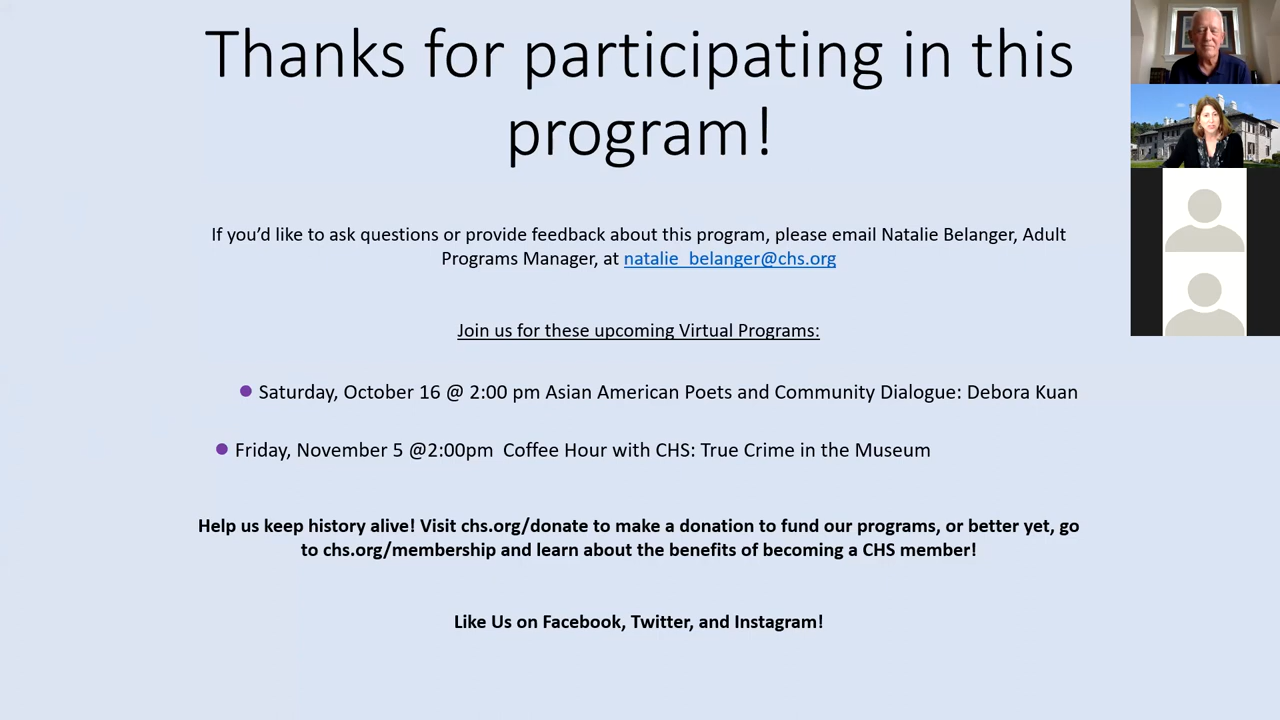 Thanks for participating in this
program!
If you’d like to ask questions or provide feedback about this program, please email Natalie Belanger, Adult
Programs Manager, at natalie_belanger@chs.org
Join us for these upcoming Virtual Programs:
● Saturday, October 16 @ 2:00 pm Asian American Poets and Community Dialogue: Debora Kuan
● Friday, November 5 @2:00pm  Coffee Hour with CHS: True Crime in the Museum
Help us keep history alive! Visit chs.org/donate to make a donation to fund our programs, or better yet, go
to chs.org/membership and learn about the benefits of becoming a CHS member!
Like Us on Facebook, Twitter, and Instagram!